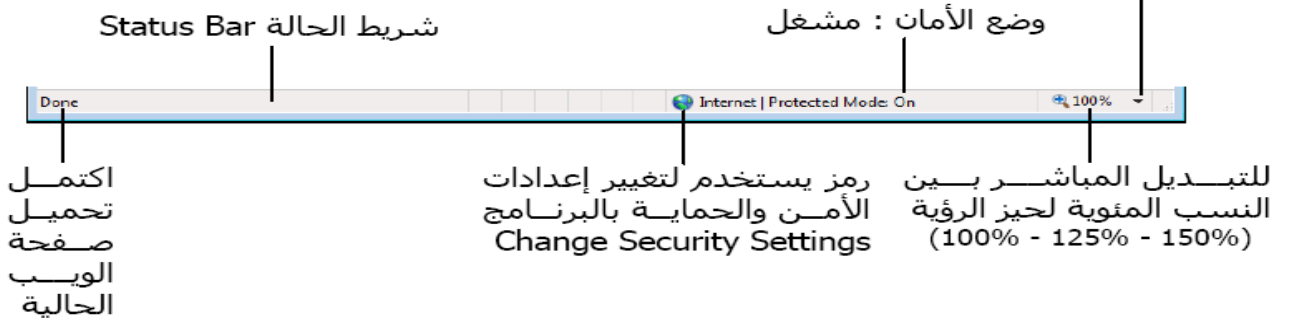 شريط الحالة Status Bar
وضع الأمان : مشغل
Done
Internet | Protected Mode: On
100%
اكتمل
تحميل
صفحة
الويب
الحالية
رمز يستخدم لتغيير إعدادات
الأمن والحماية بالبرنامج
Change Security Settings
للتبديل المباشر بين
النسب المئوية لحيز الرؤية
(100% - 125% - 150%)